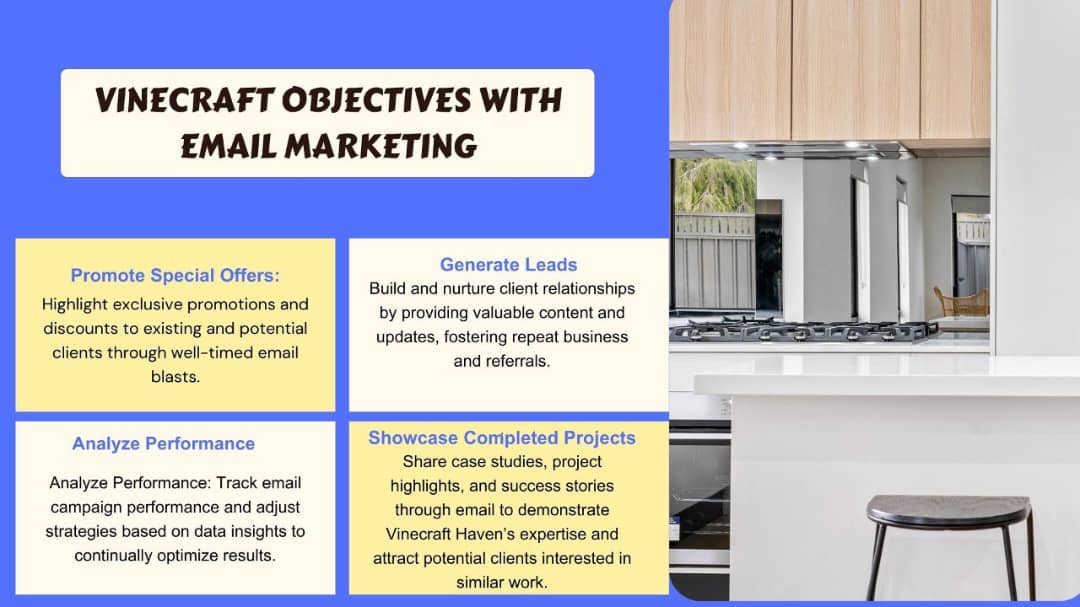 VINECRAFT OBJECTIVES WITH
EMAIL MARKETING
Promote Special Offers:
Highlight exclusive promotions and
discounts to existing and potential
clients through well-timed email
blasts.
Generate Leads
Build and nurture client relationships
by providing valuable content and
updates, fostering repeat business
and referrals.
Analyze Performance
Analyze Performance: Track email
campaign performance and adjust
strategies based on data insights to
continually optimize results.
Showcase Completed Projects
Share case studies, project
highlights, and success stories
through email to demonstrate
Vinecraft Haven's expertise and
attract potential clients interested in
similar work.